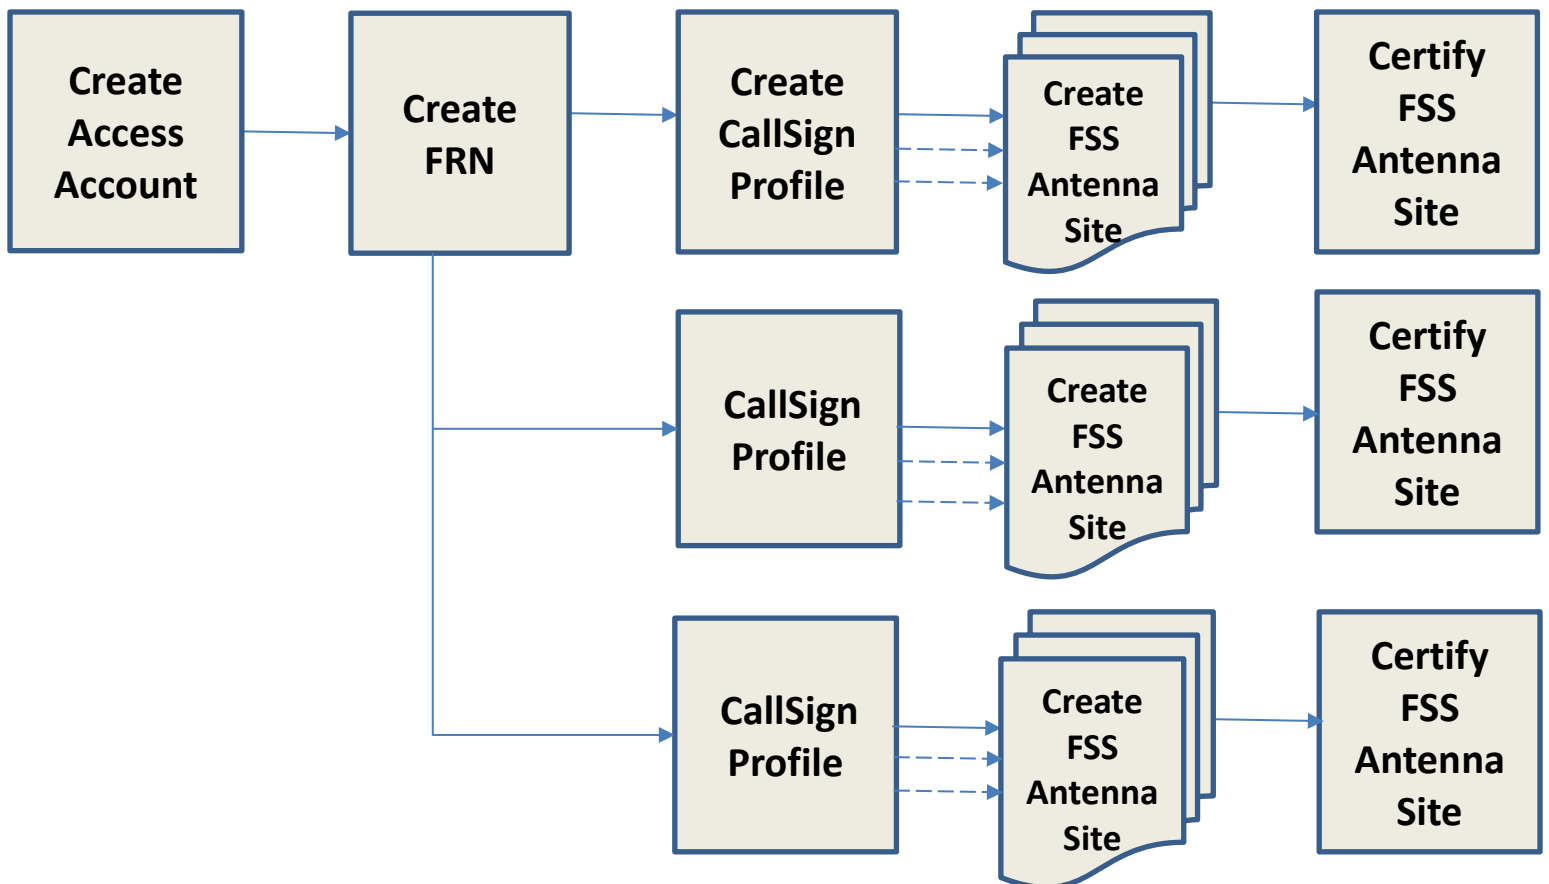 Create
Access
Account
Create
FRN
Create
CallSign
Profile
Create
FSS
Antenna
Site
Certify
FSS
Antenna
Site
CallSign
Profile
Create
FSS
Antenna
Site
Certify
FSS
Antenna
Site
CallSign
Profile
Create
FSS
Antenna
Site
Certify
FSS
Antenna
Site